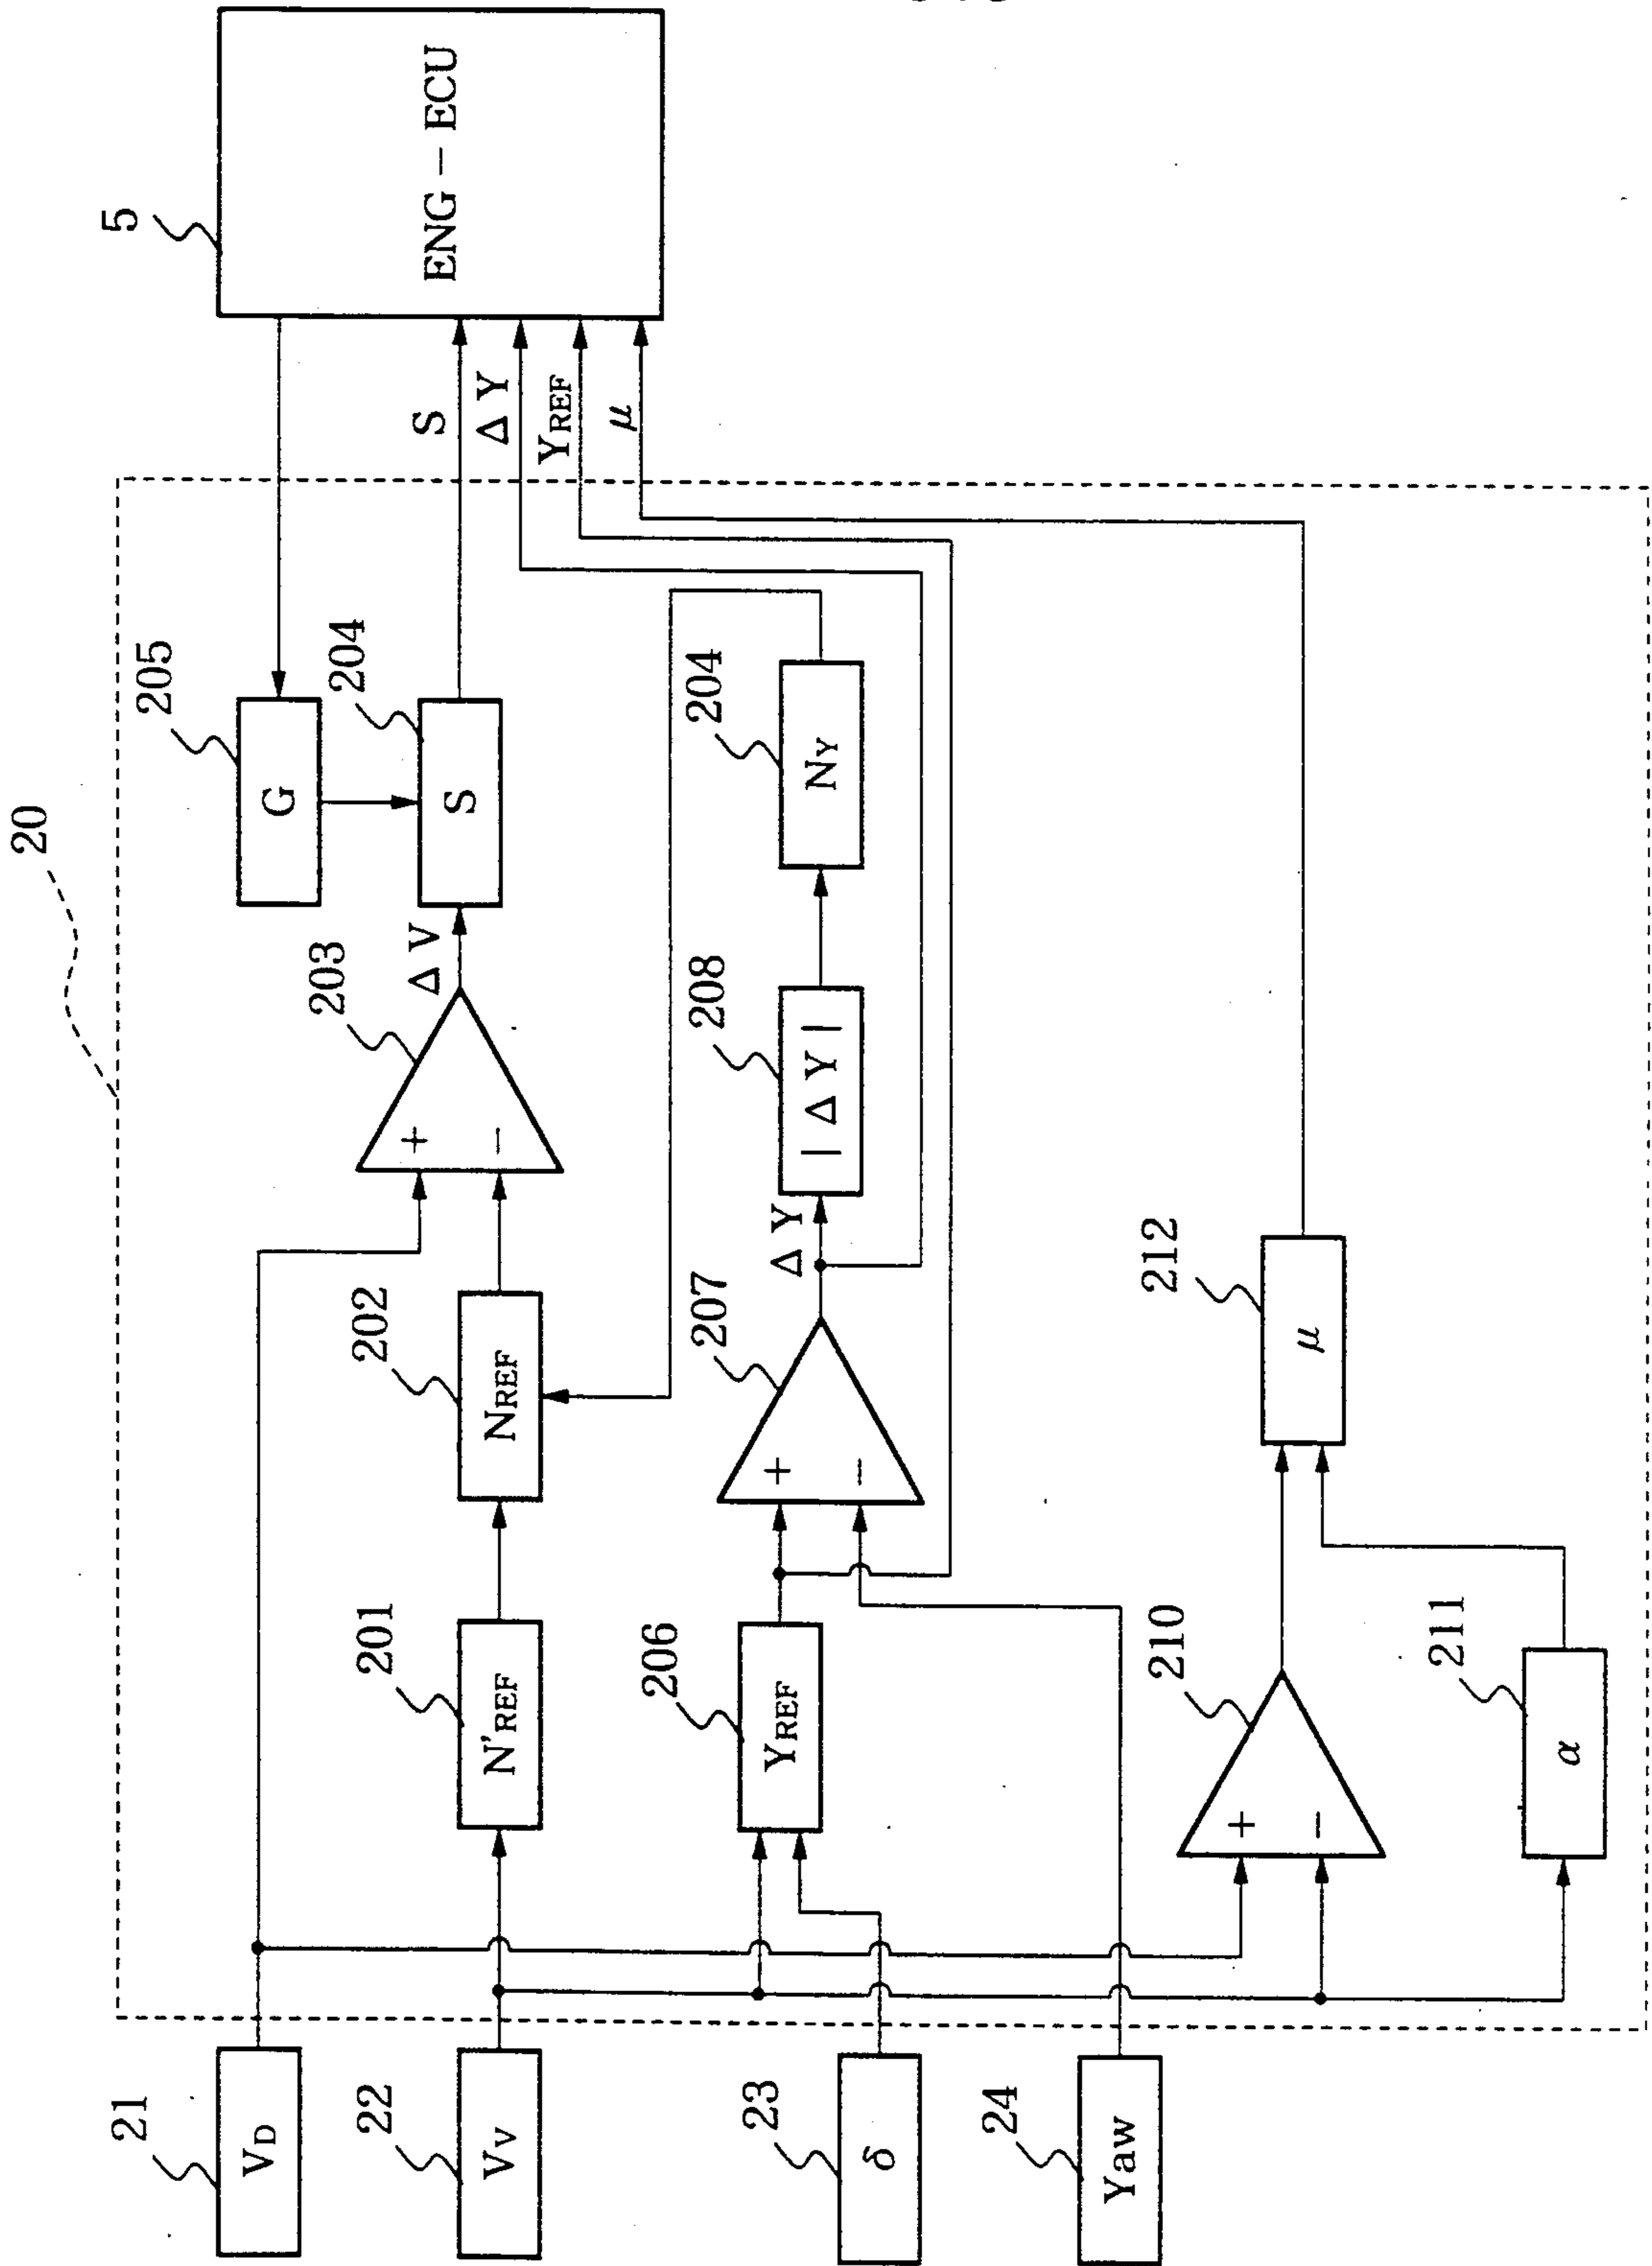 20
5
21
205
VD
G
203
204
22
201
202
+
−
ΔV
S
S
ENG – ECU
VV
N'REF
NREF
ΔY
YREF
μ
206
207
208
204
23
YREF
+
−
ΔY
| ΔY |
NY
δ
24
Yaw
210
212
+
−
μ
211
α